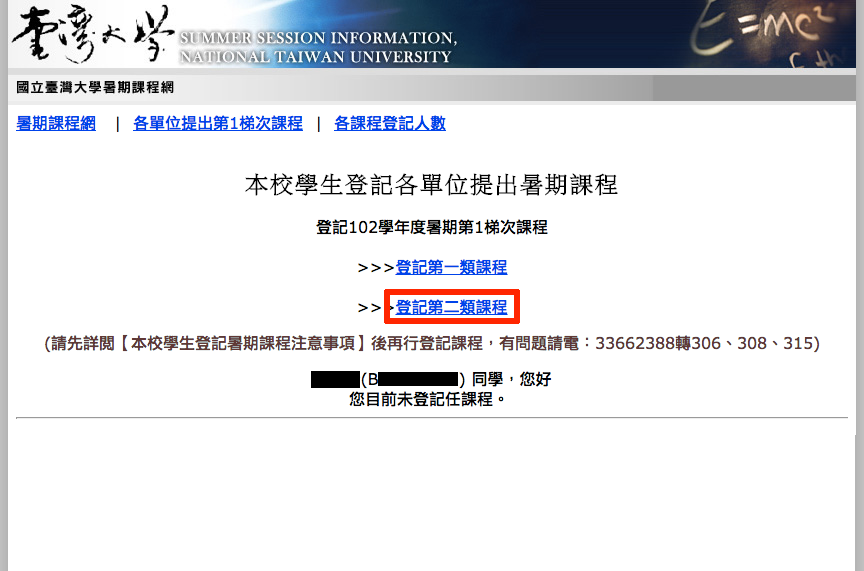 臺灣大學
SUMMER SESSION INFORMATION,
NATIONAL TAIWAN UNIVERSITY
E=mc²
國立臺灣大學暑期課程網
暑期課程網 | 各單位提出第1梯次課程 | 各課程登記人數
本校學生登記各單位提出暑期課程
登記102學年度暑期第1梯次課程
>>>登記第一類課程
>>>登記第二類課程
(請先詳閱【本校學生登記暑期課程注意事項】後再行登記課程，有問題請電：33662388轉306、308、315)
(B ) 同學，您好
您目前未登記任課程。